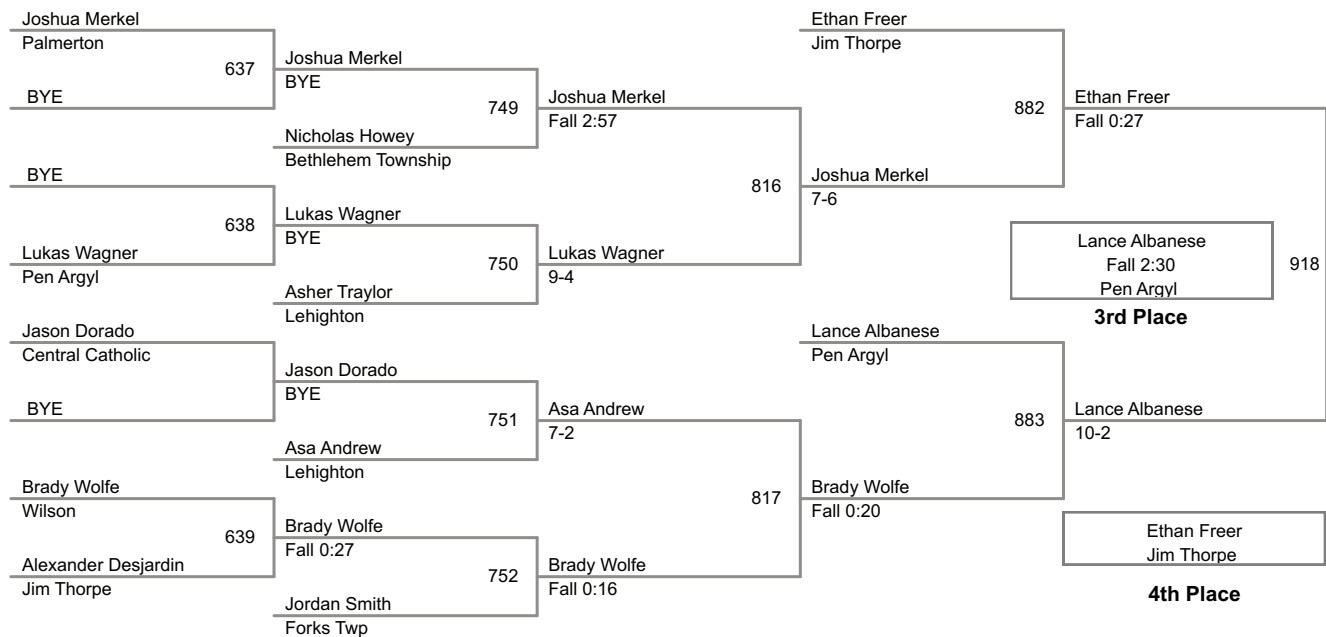 Joshua Merkel
Palmerton
637
BYE
Joshua Merkel
BYE
749
Nicholas Howey
Bethlehem Township
BYE
638
Lukas Wagner
Pen Argyl
Lukas Wagner
BYE
750
Asher Traylor
Lehighton
Jason Dorado
Central Catholic
BYE
Jason Dorado
BYE
751
Asa Andrew
Lehighton
Brady Wolfe
Wilson
639
Alexander Desjardin
Jim Thorpe
Brady Wolfe
Fall 0:27
752
Jordan Smith
Forks Twp
Joshua Merkel
Fall 2:57
816
Lukas Wagner
9-4
Asa Andrew
7-2
817
Brady Wolfe
Fall 0:16
Ethan Freer
Jim Thorpe
882
Joshua Merkel
7-6
Lance Albanese
Pen Argyl
883
Brady Wolfe
Fall 0:20
Ethan Freer
Fall 0:27
Lance Albanese
Fall 2:30
Pen Argyl
918
3rd Place
Lance Albanese
10-2
Ethan Freer
Jim Thorpe
4th Place